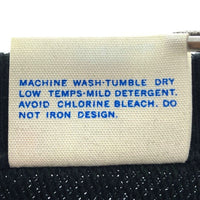 MACHINE WASH-TUMBLE DRY
LOW TEMPS-MILD DETERGENT.
AVOID CHLORINE BLEACH. DO
NOT IRON DESIGN.